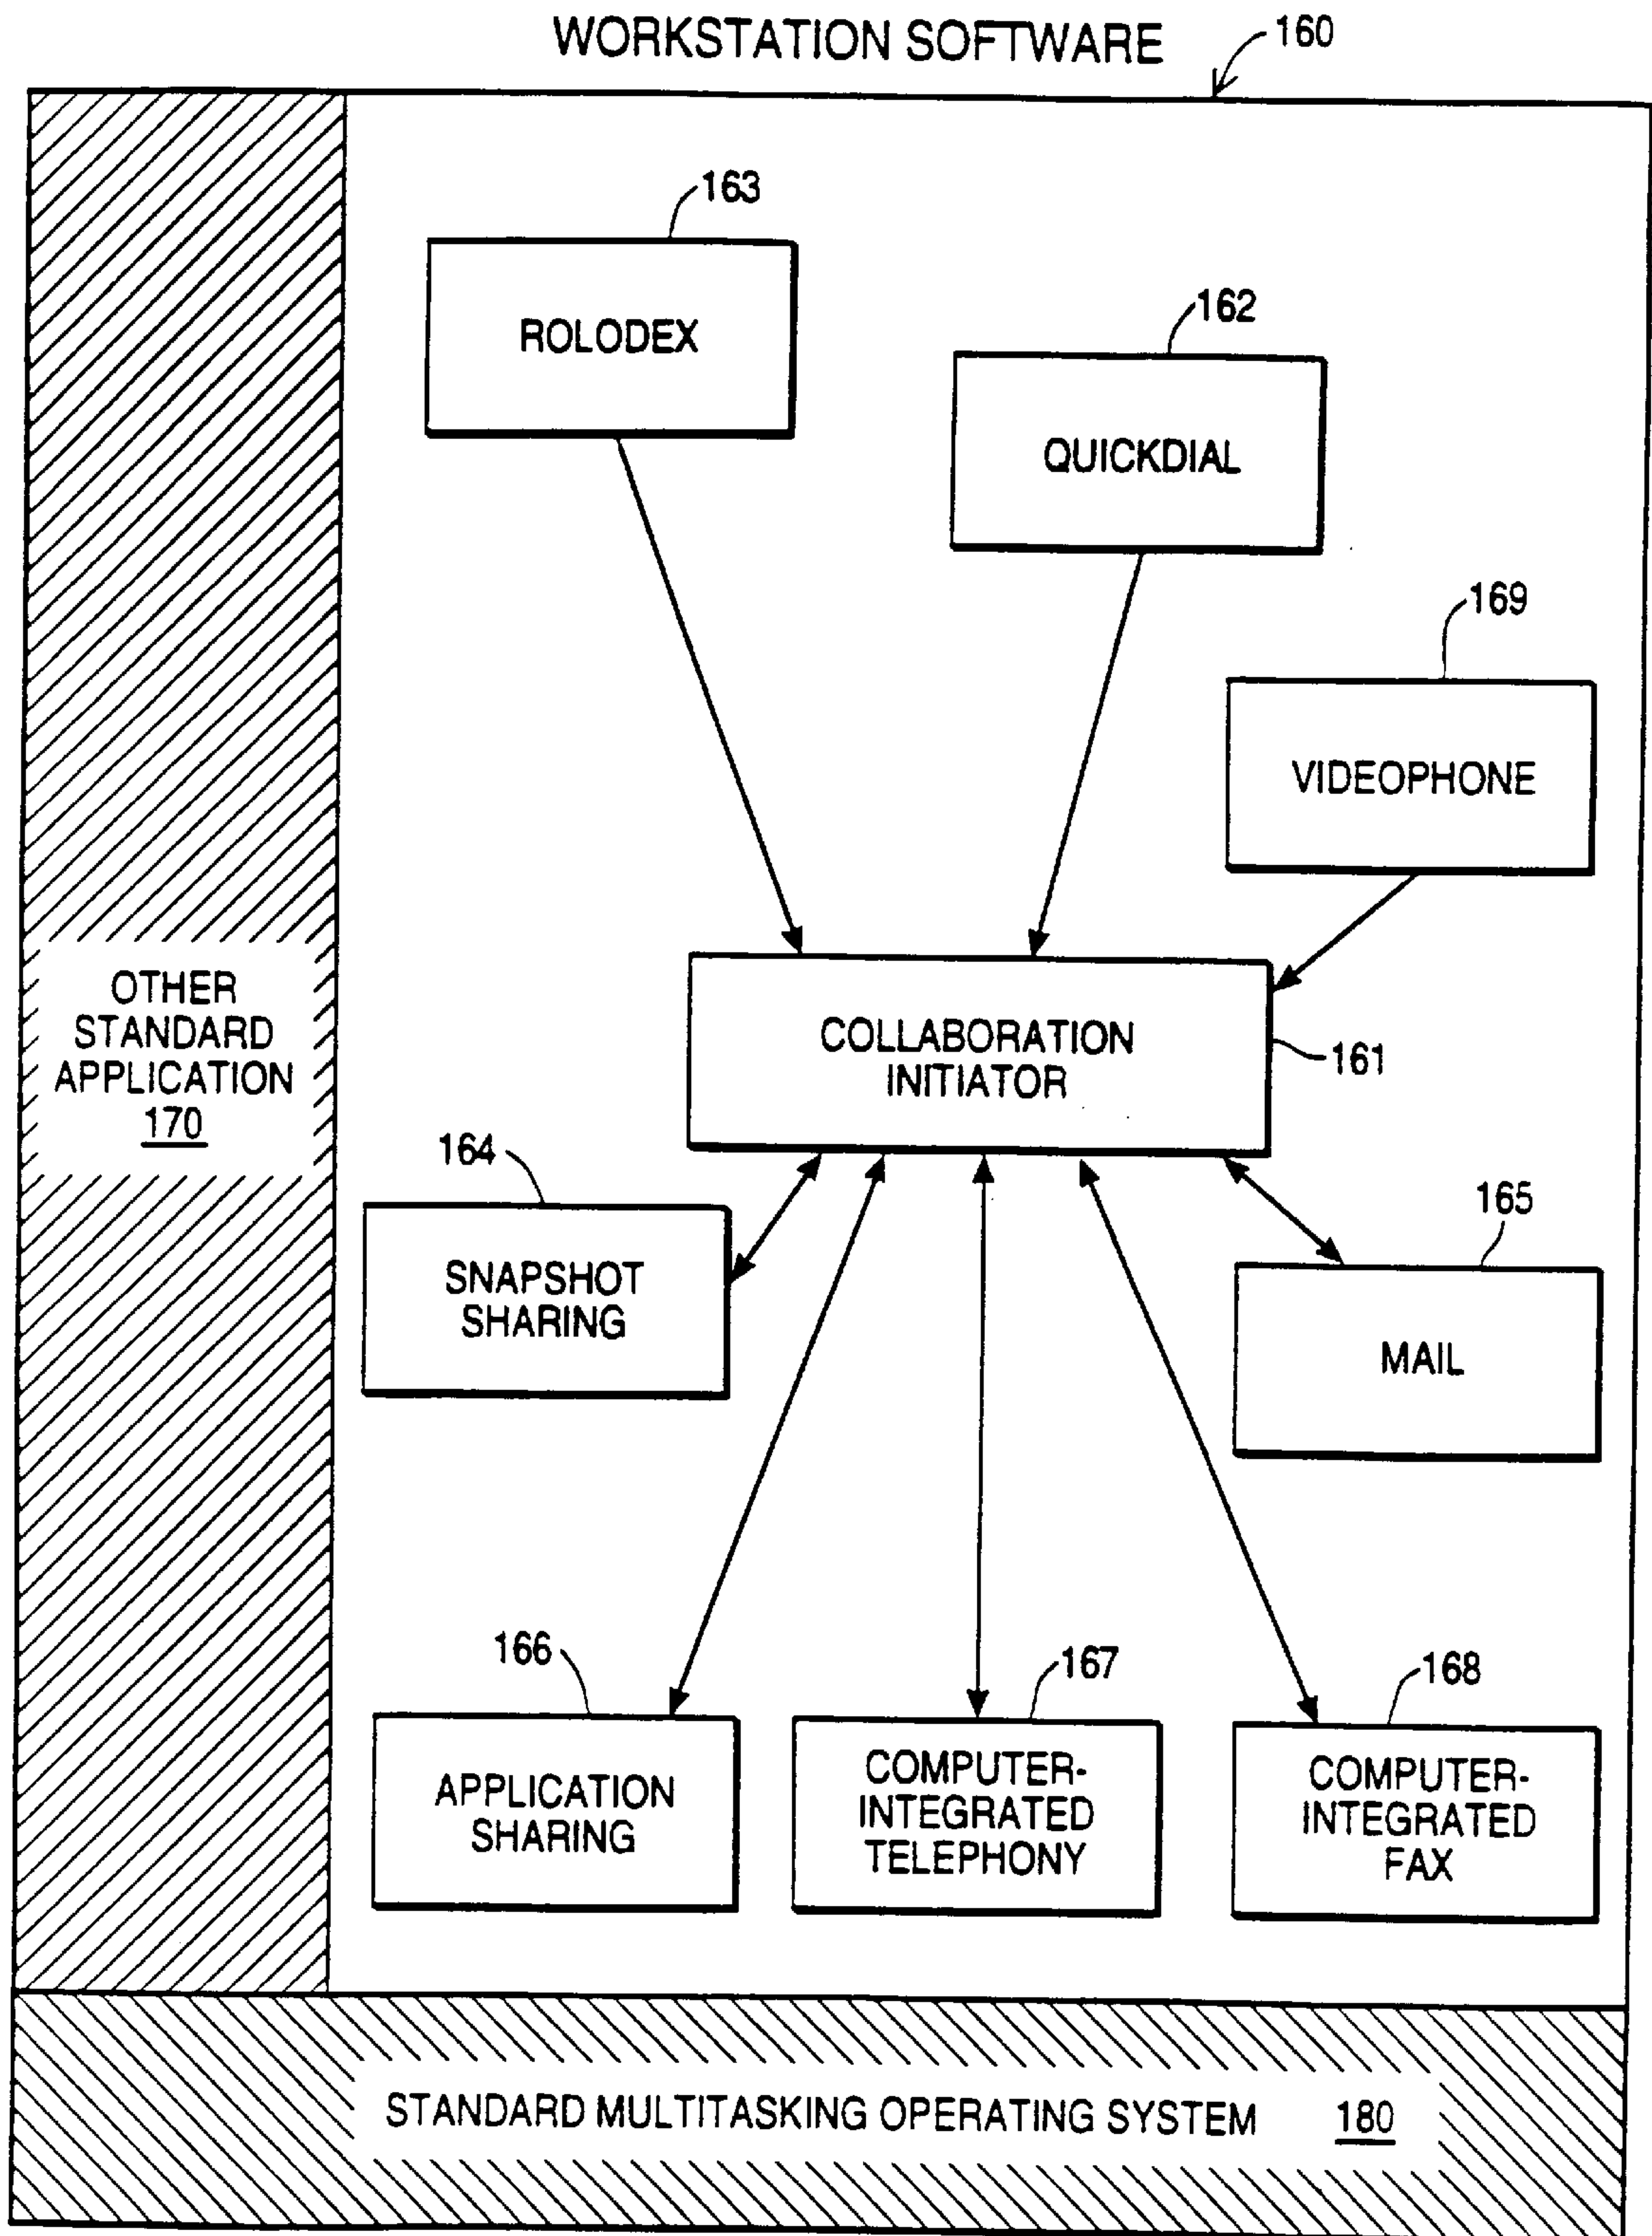 WORKSTATION SOFTWARE
160
163
ROLODEX
162
QUICKDIAL
169
VIDEOPHONE
COLLABORATION
INITIATOR
161
OTHER
STANDARD
APPLICATION
170
164
SNAPSHOT
SHARING
165
MAIL
166
APPLICATION
SHARING
167
COMPUTER-
INTEGRATED
TELEPHONY
168
COMPUTER-
INTEGRATED
FAX
STANDARD MULTITASKING OPERATING SYSTEM 180